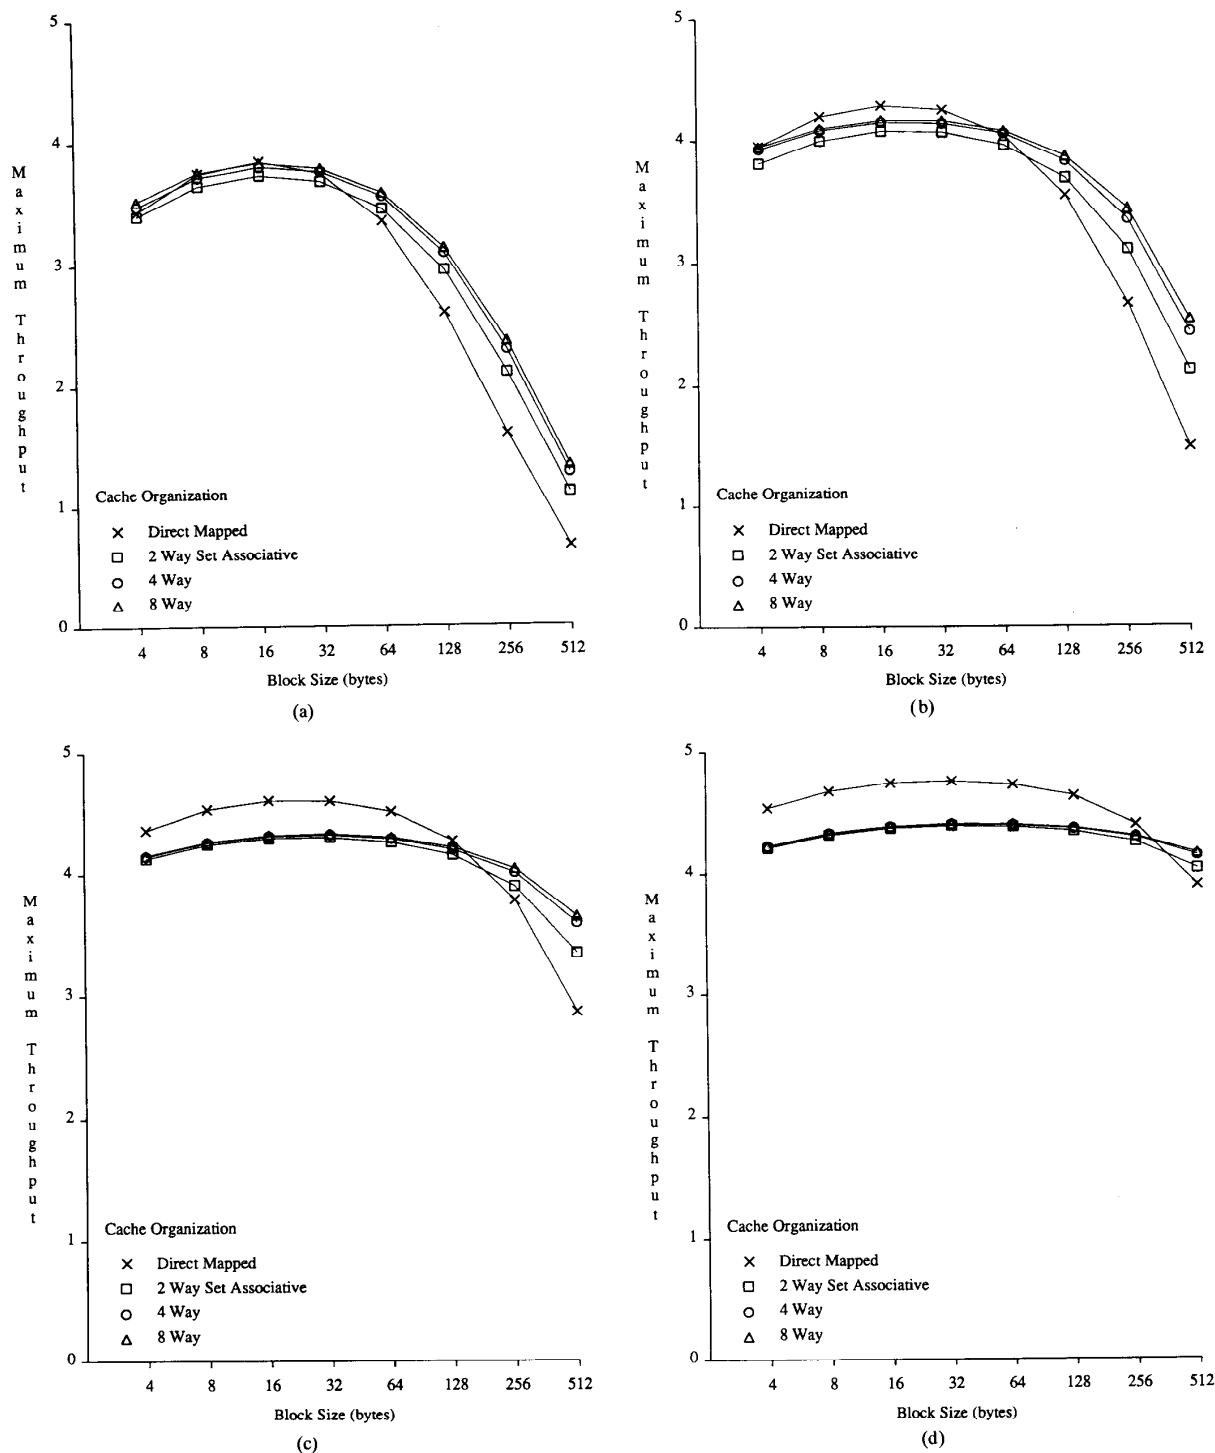 5
4
3
2
1
0
Maximum Throughput
Cache Organization
Direct Mapped
2 Way Set Associative
4 Way
8 Way
4 8 16 32 64 128 256 512
Block Size (bytes)
(a)
5
4
3
2
1
0
Maximum Throughput
Cache Organization
Direct Mapped
2 Way Set Associative
4 Way
8 Way
4 8 16 32 64 128 256 512
Block Size (bytes)
(b)
5
4
3
2
1
0
Maximum Throughput
Cache Organization
Direct Mapped
2 Way Set Associative
4 Way
8 Way
4 8 16 32 64 128 256 512
Block Size (bytes)
(c)
5
4
3
2
1
0
Maximum Throughput
Cache Organization
Direct Mapped
2 Way Set Associative
4 Way
8 Way
4 8 16 32 64 128 256 512
Block Size (bytes)
(d)